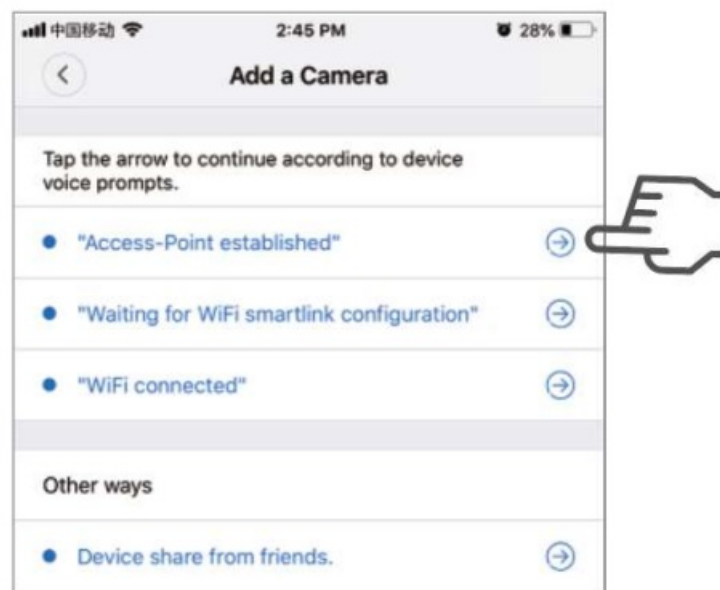 中国移动 2:45 PM 28%
Add a Camera
Tap the arrow to continue according to device
voice prompts.
"Access-Point established"
"Waiting for WiFi smartlink configuration"
"WiFi connected"
Other ways
Device share from friends.